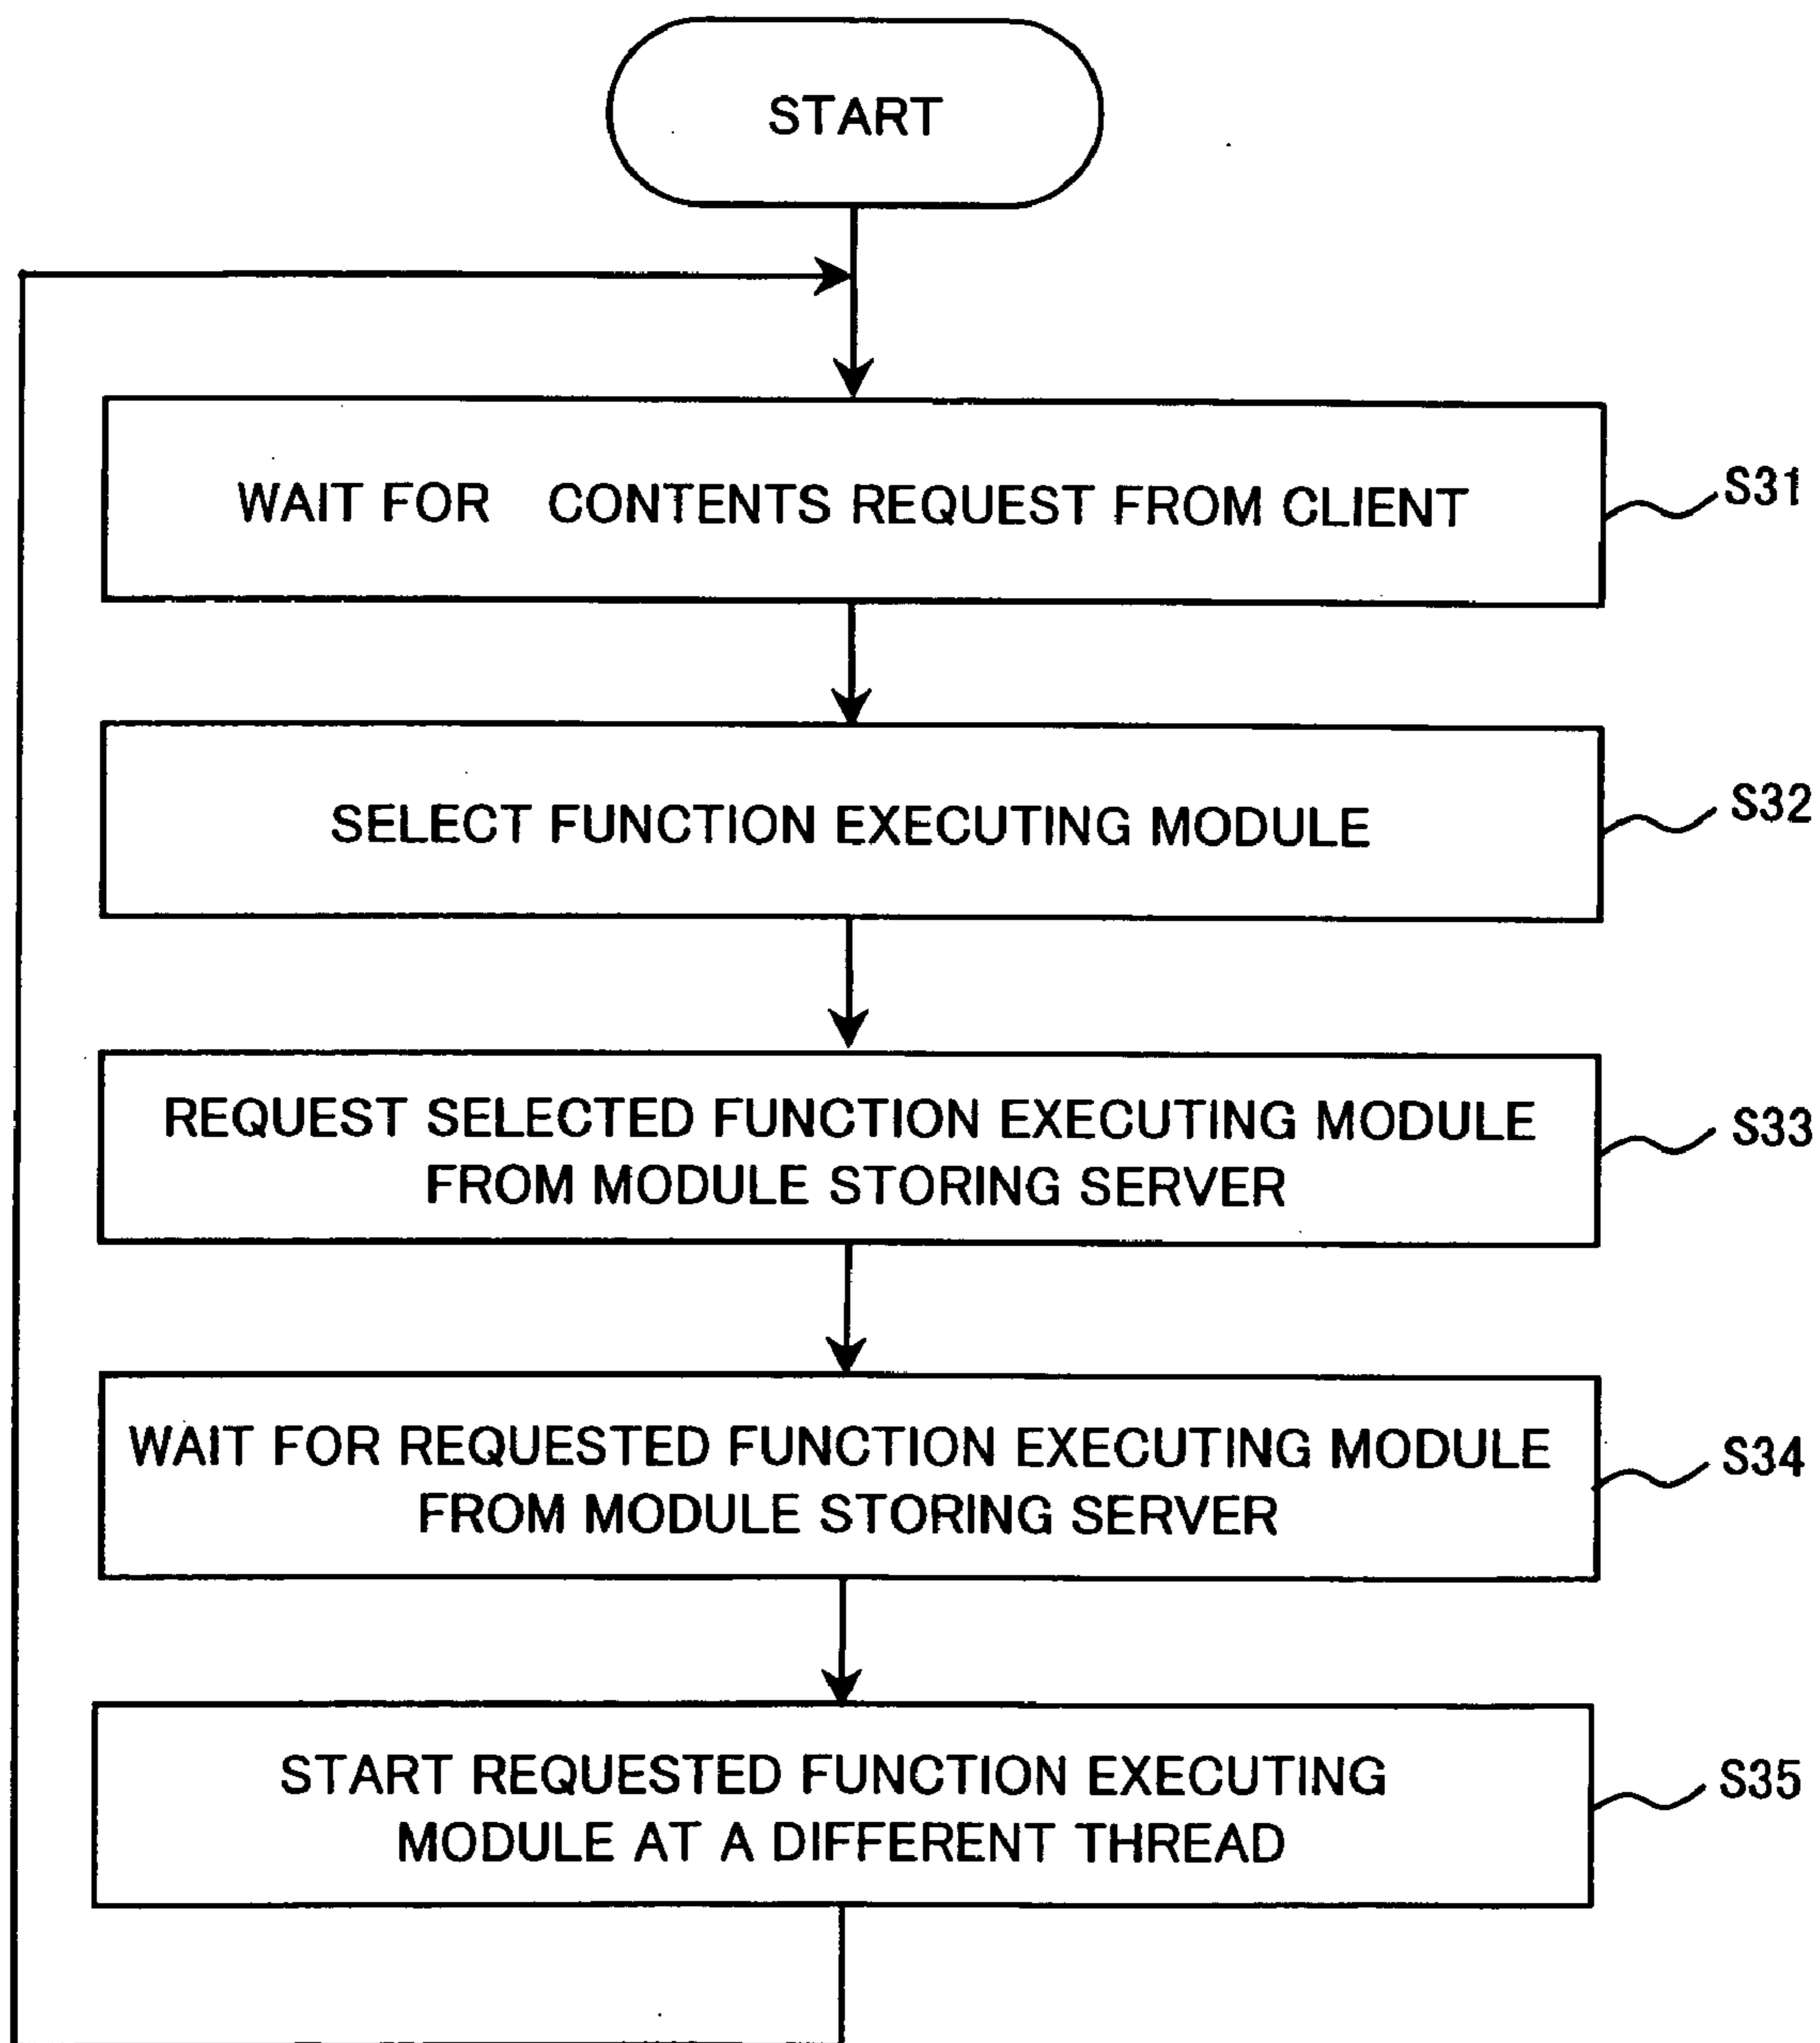 START
WAIT FOR CONTENTS REQUEST FROM CLIENT
S31
SELECT FUNCTION EXECUTING MODULE
S32
REQUEST SELECTED FUNCTION EXECUTING MODULE
FROM MODULE STORING SERVER
S33
WAIT FOR REQUESTED FUNCTION EXECUTING MODULE
FROM MODULE STORING SERVER
S34
START REQUESTED FUNCTION EXECUTING
MODULE AT A DIFFERENT THREAD
S35